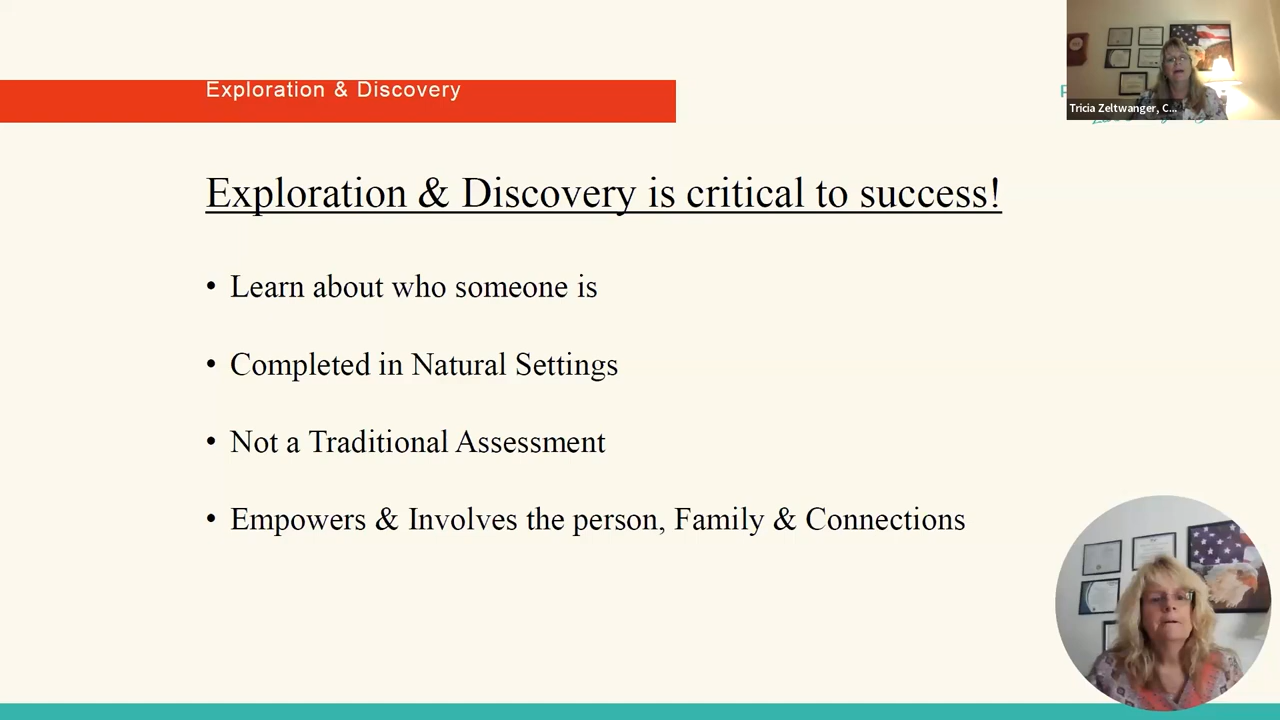 Exploration & Discovery
Tricia Zeltwanger, C...
Exploration & Discovery is critical to success!
• Learn about who someone is
• Completed in Natural Settings
• Not a Traditional Assessment
• Empowers & Involves the person, Family & Connections